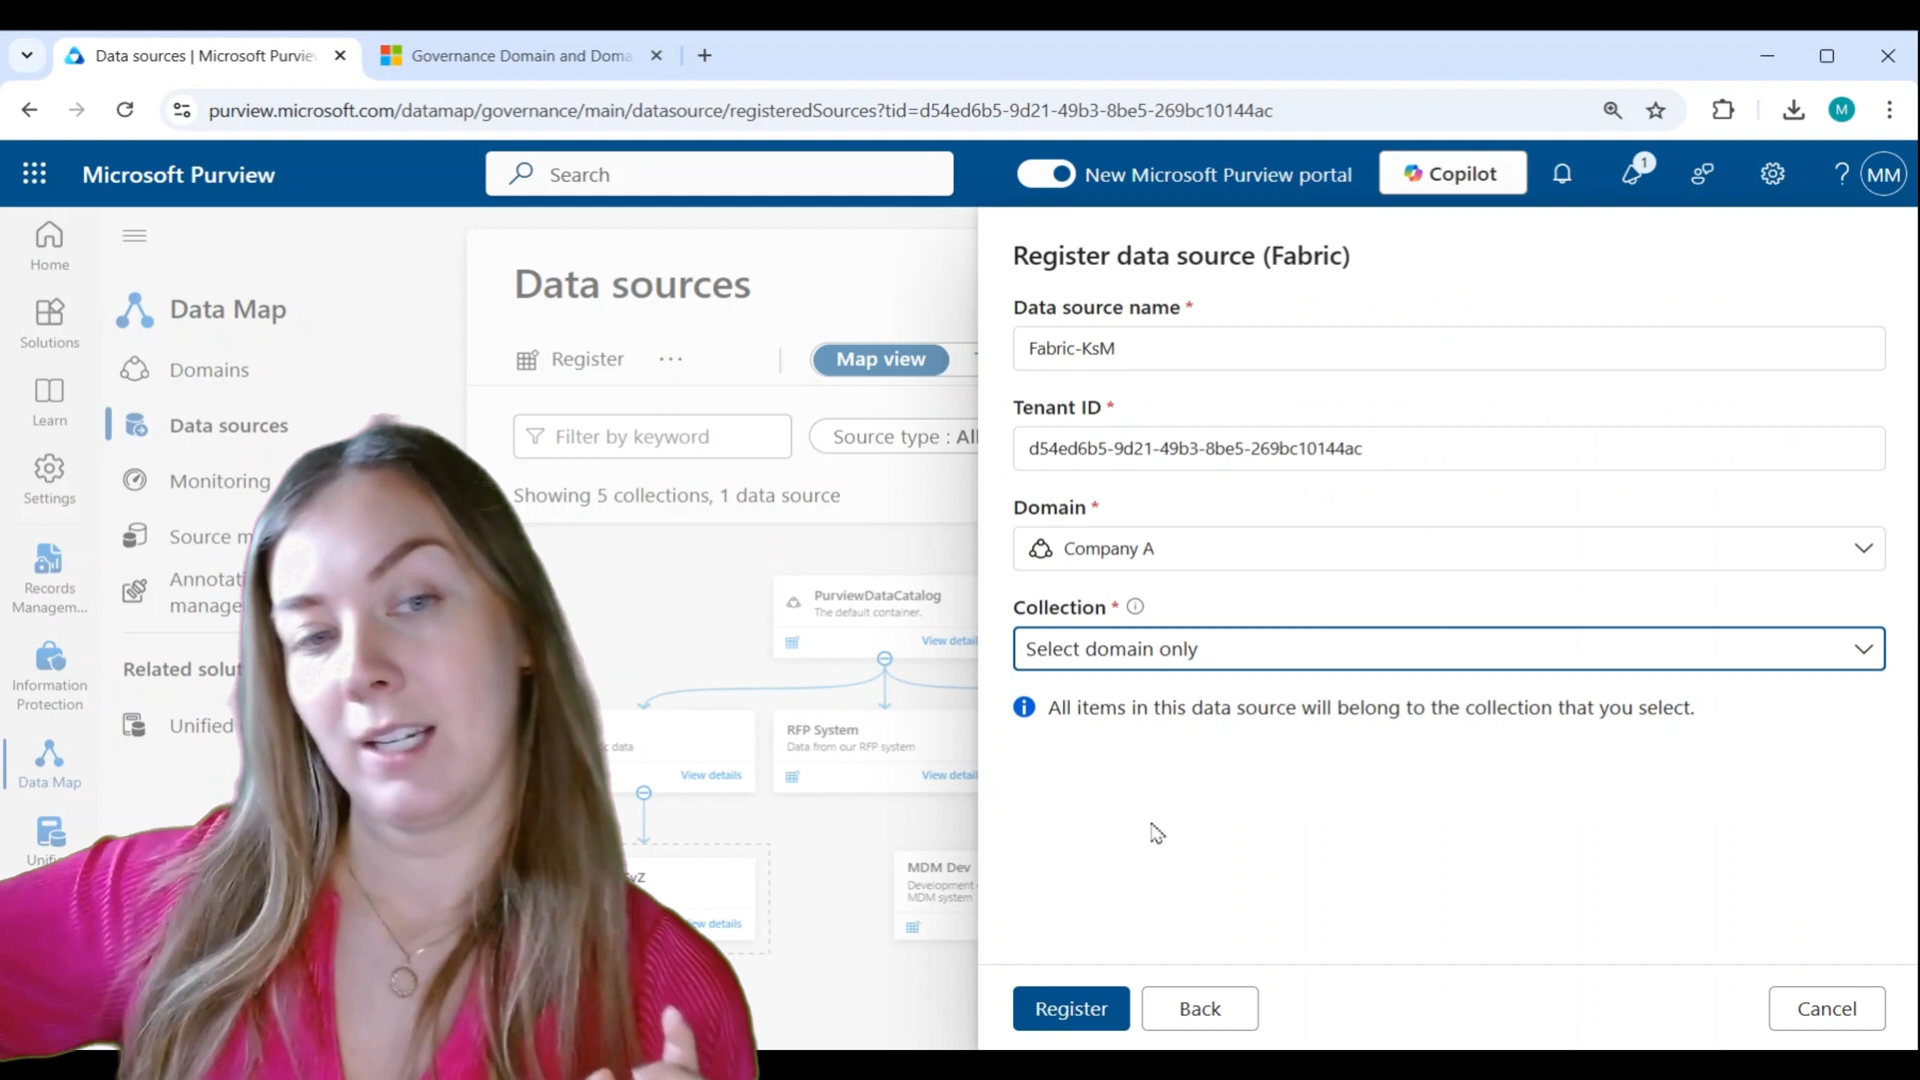 Data sources | Microsoft Purvie
Governance Domain and Doma
purview.microsoft.com/datamap/governance/main/datasource/registeredSources?tid=d54ed6b5-9d21-49b3-8be5-269bc10144ac
M
Microsoft Purview
Search
New Microsoft Purview portal
Copilot
1
?
MM
Home
Solutions
Learn
Settings
Records
Managem...
Information
Protection
Data Map
Unifi
Data Map
Domains
Data sources
Monitoring
Source m
Annotati
manage
Related solut
Unified
Data sources
Register
Map view
Filter by keyword
Source type : All
Showing 5 collections, 1 data source
PurviewDataCatalog
The default container.
View detail
c data
View details
RFP System
Data from our RFP system
View detail
yZ
ew details
MDM Dev
Development
MDM system
Register data source (Fabric)
Data source name *
Fabric-KsM
Tenant ID *
d54ed6b5-9d21-49b3-8be5-269bc10144ac
Domain *
Company A
Collection *
Select domain only
All items in this data source will belong to the collection that you select.
Register
Back
Cancel